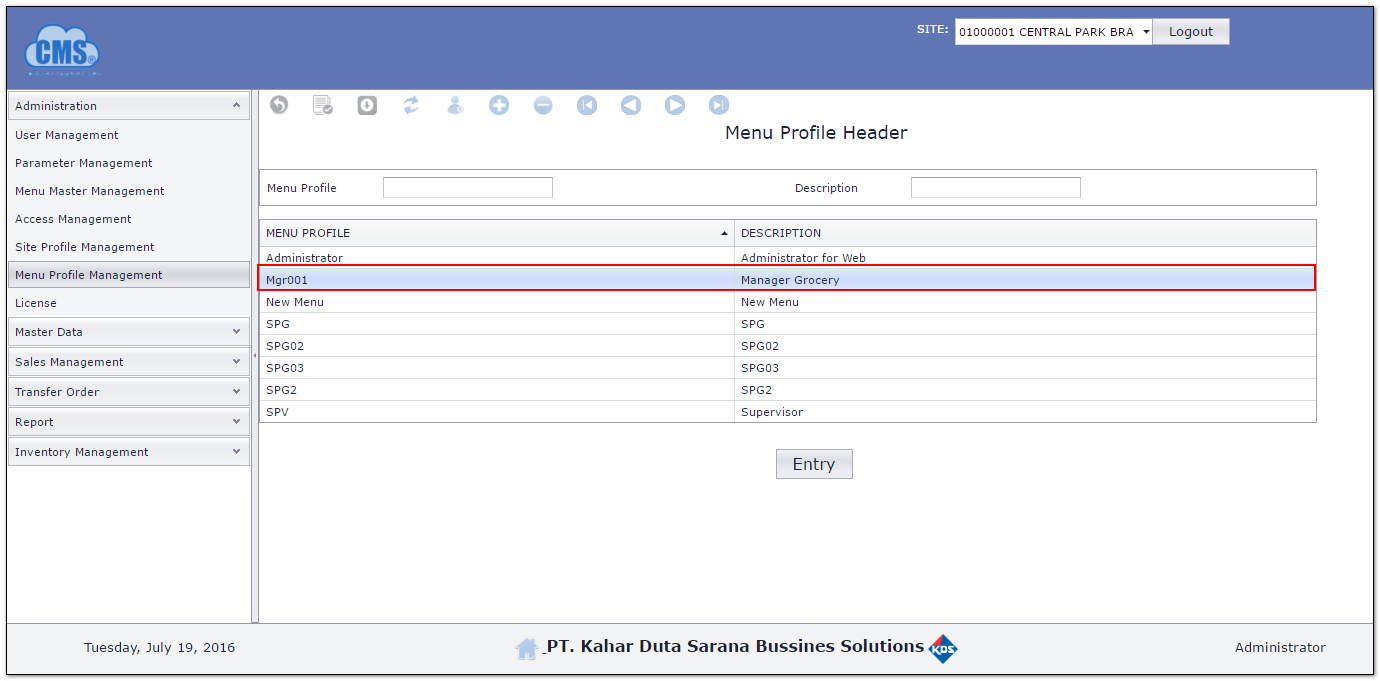 CMS
SITE: 01000001 CENTRAL PARK BRA Logout
Administration
User Management
Parameter Management
Menu Master Management
Access Management
Site Profile Management
Menu Profile Management
License
Master Data
Sales Management
Transfer Order
Report
Inventory Management
Menu Profile Header
Menu Profile Description
MENU PROFILE DESCRIPTION
Administrator Administrator for Web
Mgr001 Manager Grocery
New Menu New Menu
SPG SPG
SPG02 SPG02
SPG03 SPG03
SPG2 SPG2
SPV Supervisor
Entry
Tuesday, July 19, 2016 PT. Kahar Duta Sarana Bussines Solutions KDS Administrator